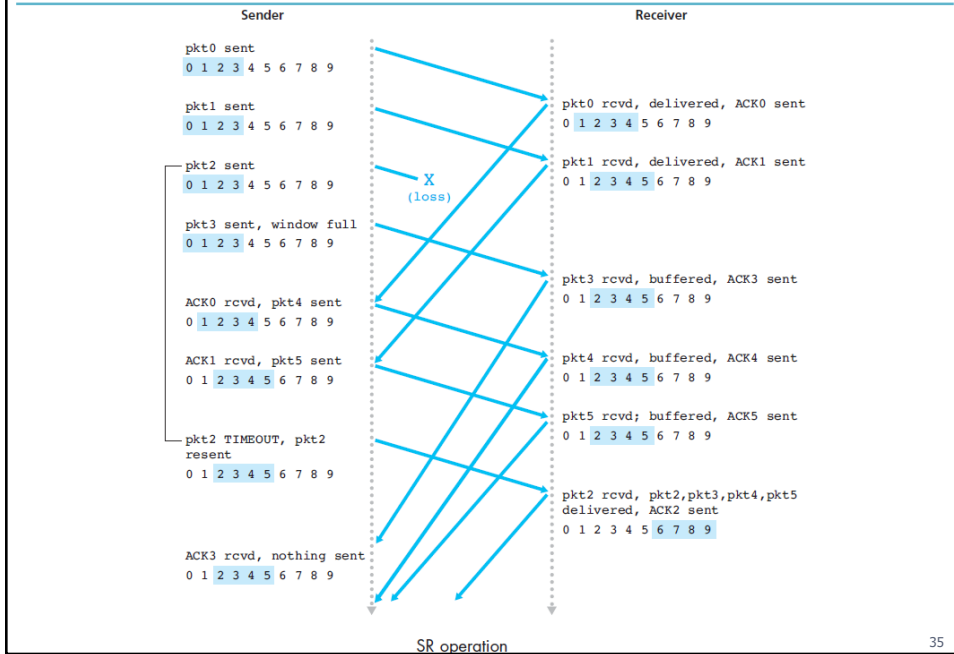 Sender
Receiver
pkt0 sent
0 1 2 3 4 5 6 7 8 9
pkt0 rcvd, delivered, ACK0 sent
0 1 2 3 4 5 6 7 8 9
pkt1 sent
0 1 2 3 4 5 6 7 8 9
pkt1 rcvd, delivered, ACK1 sent
0 1 2 3 4 5 6 7 8 9
pkt2 sent
0 1 2 3 4 5 6 7 8 9
X
(loss)
pkt3 sent, window full
0 1 2 3 4 5 6 7 8 9
pkt3 rcvd, buffered, ACK3 sent
0 1 2 3 4 5 6 7 8 9
ACK0 rcvd, pkt4 sent
0 1 2 3 4 5 6 7 8 9
pkt4 rcvd, buffered, ACK4 sent
0 1 2 3 4 5 6 7 8 9
ACK1 rcvd, pkt5 sent
0 1 2 3 4 5 6 7 8 9
pkt5 rcvd; buffered, ACK5 sent
0 1 2 3 4 5 6 7 8 9
pkt2 TIMEOUT, pkt2
resent
0 1 2 3 4 5 6 7 8 9
pkt2 rcvd, pkt2,pkt3,pkt4,pkt5
delivered, ACK2 sent
0 1 2 3 4 5 6 7 8 9
ACK3 rcvd, nothing sent
0 1 2 3 4 5 6 7 8 9
SR operation
35